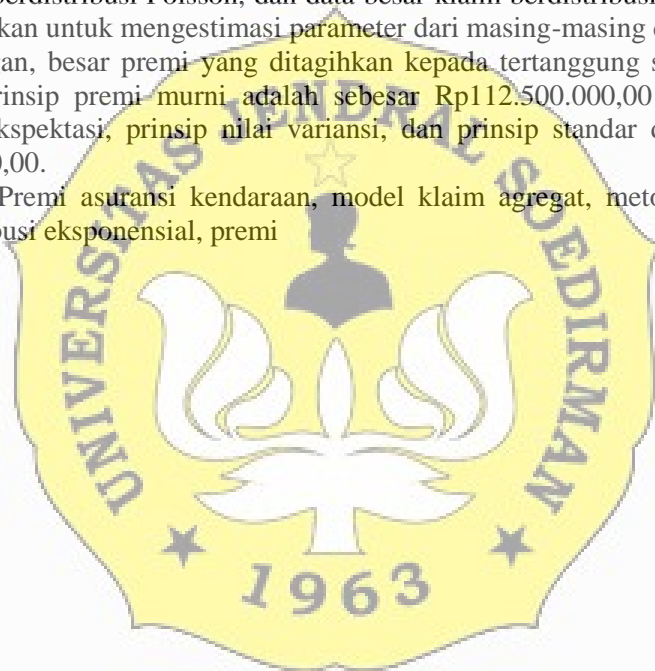 berdistribusi Poisson, dan data besar klaim berdistribusi
kan untuk mengestimasi parameter dari masing-masing
an, besar premi yang ditagihkan kepada tertanggung
rinsip premi murni adalah sebesar Rp112.500.000,00
kspektasi, prinsip nilai variansi, dan prinsip standar
0,00.
Premi asuransi kendaraan, model klaim agregat,
busi eksponensial, premi
UNIVERSITAS JENDRAL SOEDIRMAN
1963